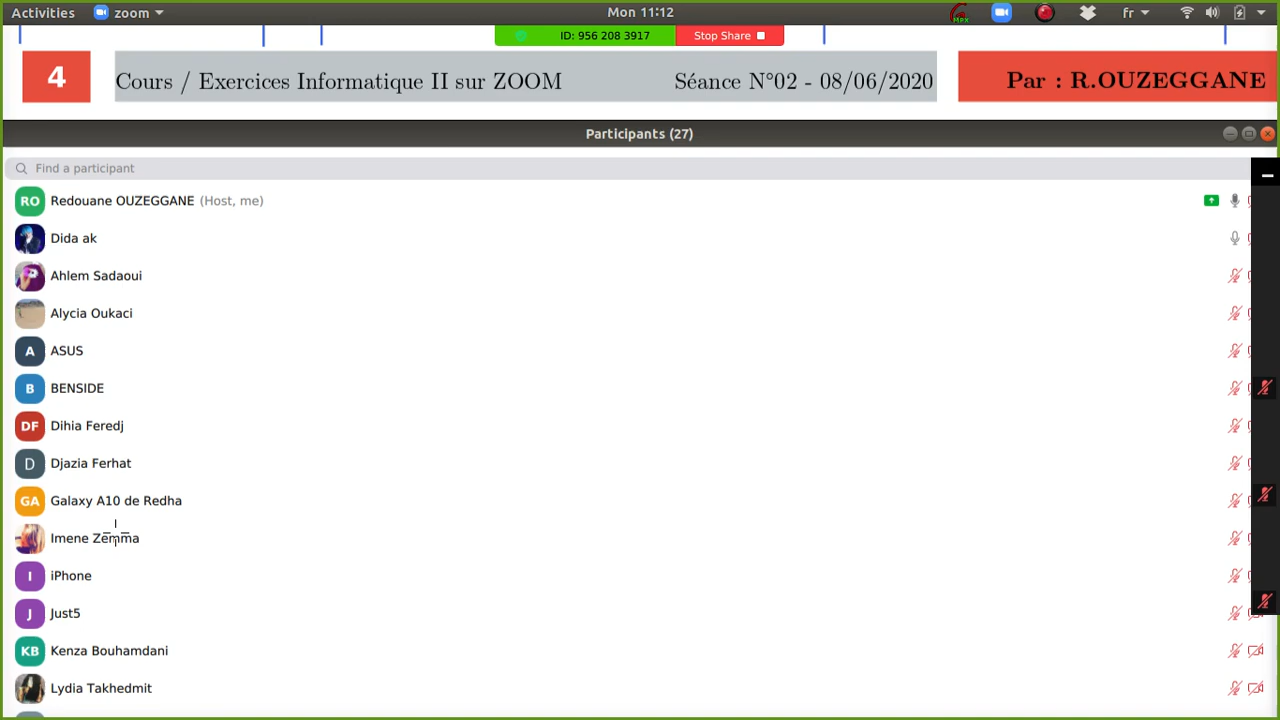 Activities zoom Mon 11:12 MPX fr
ID: 956 208 3917 Stop Share
4 Cours / Exercices Informatique II sur ZOOM Séance N°02 - 08/06/2020 Par : R.OUZEGGANE
Participants (27)
Find a participant
RO Redouane OUZEGGANE (Host, me)
Dida ak
Ahlem Sadaoui
Alycia Oukaci
A ASUS
B BENSIDE
DF Dihia Feredj
D Djazia Ferhat
GA Galaxy A10 de Redha
Imene Zemma
I iPhone
J Just5
KB Kenza Bouhamdani
Lydia Takhedmit